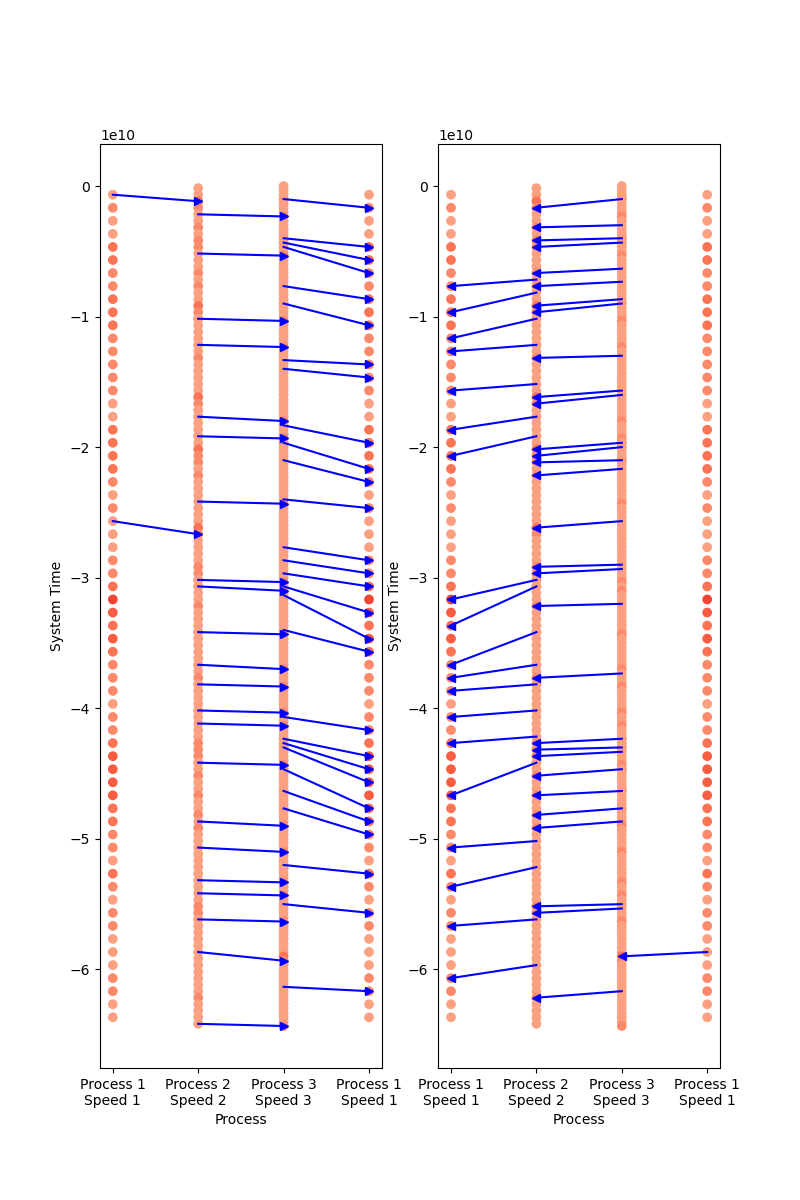 1e10
1e10
0
−1
−2
−3
−4
−5
−6
System Time
Process 1
Speed 1
Process 2
Speed 2
Process 3
Speed 3
Process 1
Speed 1
Process
0
−1
−2
−3
−4
−5
−6
System Time
Process 1
Speed 1
Process 2
Speed 2
Process 3
Speed 3
Process 1
Speed 1
Process